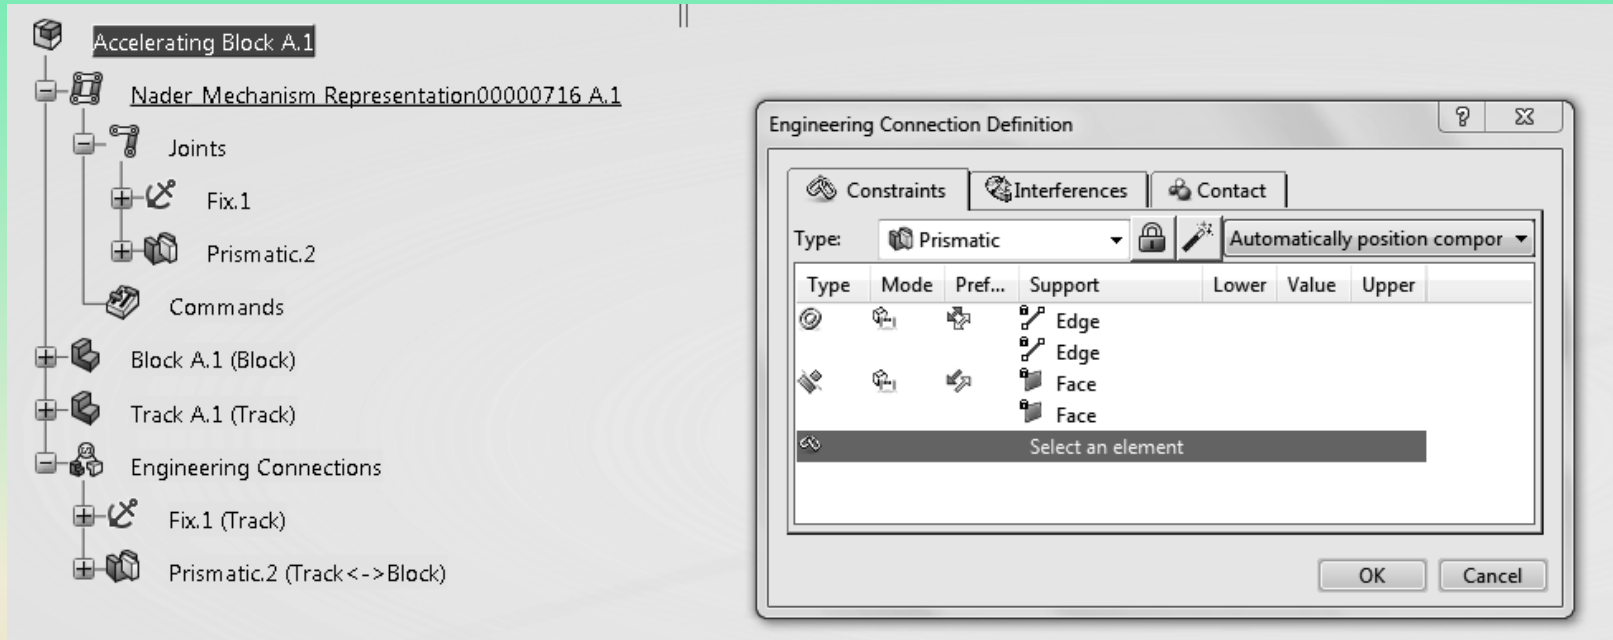 Accelerating Block A.1
Nader Mechanism Representation00000716 A.1
Joints
Fix.1
Prismatic.2
Commands
Block A.1 (Block)
Track A.1 (Track)
Engineering Connections
Fix.1 (Track)
Prismatic.2 (Track<->Block)
Engineering Connection Definition
Constraints Interferences Contact
Type: Prismatic Automatically position compor
Type Mode Pref... Support Lower Value Upper
Edge
Edge
Face
Face
Select an element
OK Cancel